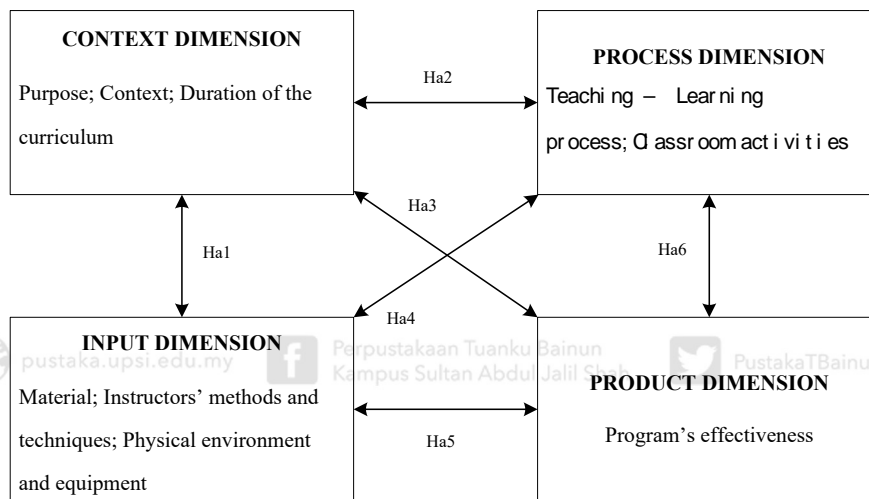 CONTEXT DIMENSION
Purpose; Context; Duration of the
curriculum
Ha2
PROCESS DIMENSION
Teaching – Learning
process; Classroom activities
Ha3
Ha1
Ha6
Ha4
INPUT DIMENSION
Material; Instructors' methods and
techniques; Physical environment
and equipment
Ha5
PRODUCT DIMENSION
Program's effectiveness
pustaka.upsi.edu.my
Perpustakaan Tuanku Bainun
Kampus Sultan Abdul Jalil Shah
PustakaTBainu